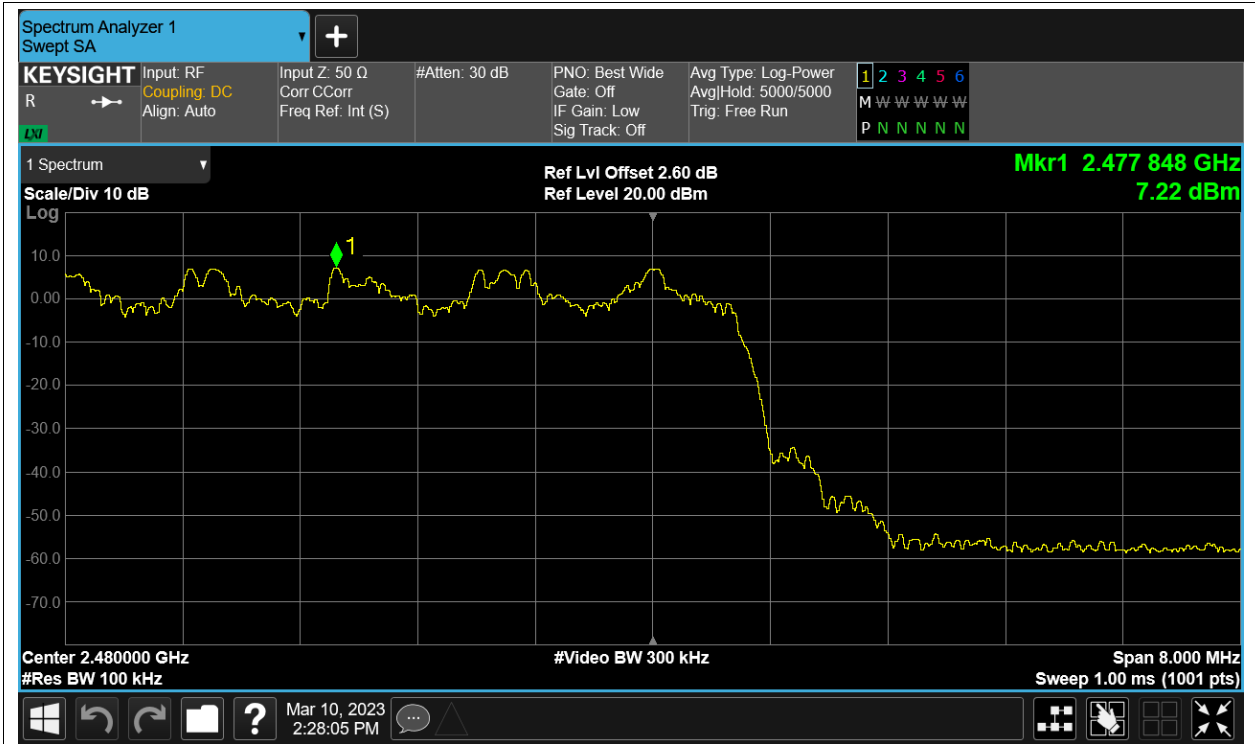 Spectrum Analyzer 1
Swept SA
KEYSIGHT
R
LXI
Input: RF
Coupling: DC
Align: Auto
Input Z: 50 Ω
Corr CCorr
Freq Ref: Int (S)
#Atten: 30 dB
PNO: Best Wide
Gate: Off
IF Gain: Low
Sig Track: Off
Avg Type: Log-Power
Avg|Hold: 5000/5000
Trig: Free Run
1 2 3 4 5 6
M W W W W W
P N N N N N
1 Spectrum
Scale/Div 10 dB
Log
Ref Lvl Offset 2.60 dB
Ref Level 20.00 dBm
Mkr1 2.477 848 GHz
7.22 dBm
1
10.0
0.00
-10.0
-20.0
-30.0
-40.0
-50.0
-60.0
-70.0
Center 2.480000 GHz
#Res BW 100 kHz
#Video BW 300 kHz
Span 8.000 MHz
Sweep 1.00 ms (1001 pts)
?
Mar 10, 2023
2:28:05 PM